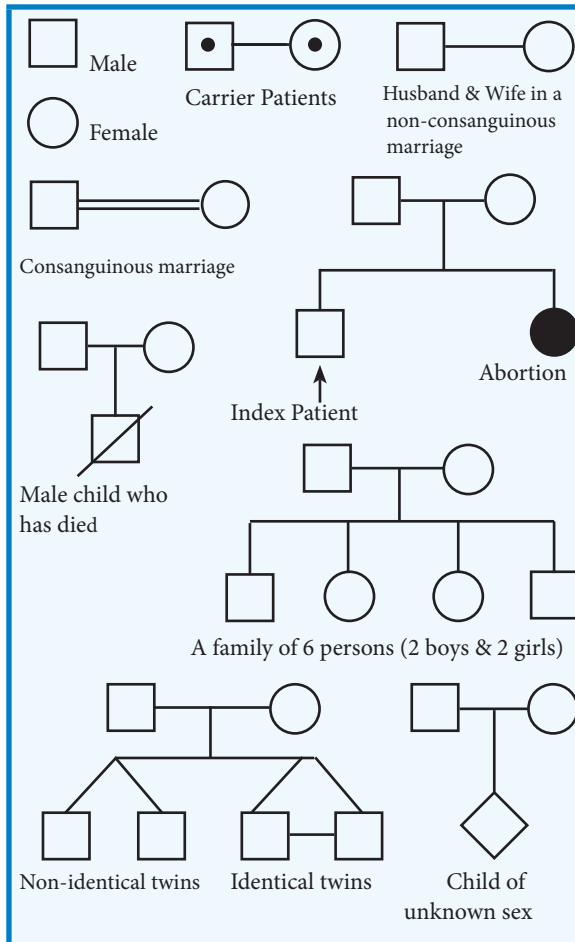 Male
Carrier Patients
Husband & Wife in a
non-consanguinous
marriage
Female
Consanguinous marriage
Abortion
Index Patient
Male child who
has died
A family of 6 persons (2 boys & 2 girls)
Non-identical twins
Identical twins
Child of
unknown sex